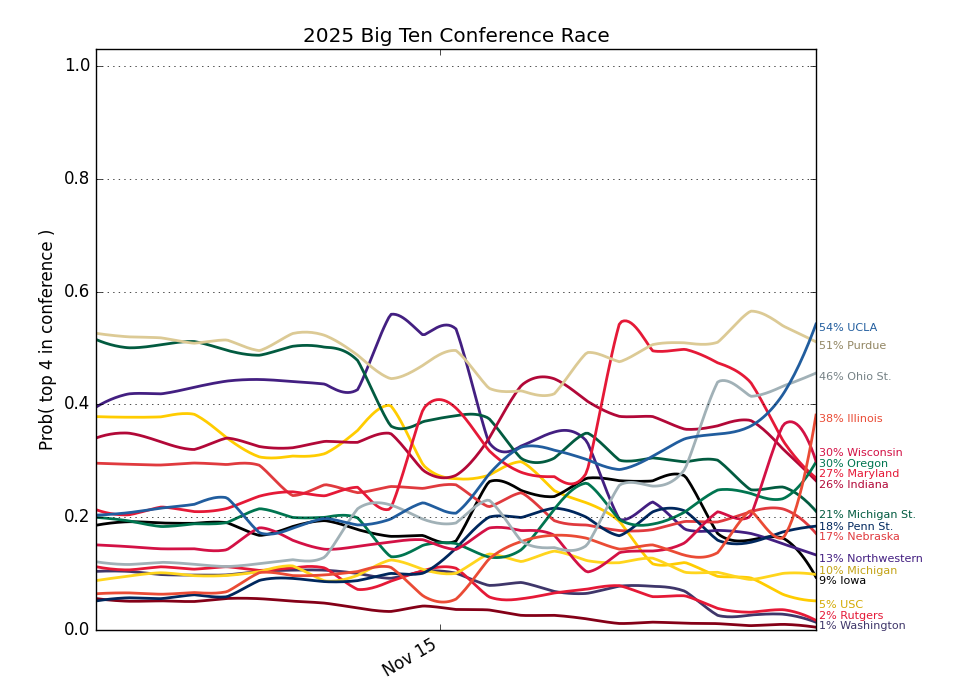 2025 Big Ten Conference Race
Prob( top 4 in conference )
1.0
0.8
0.6
0.4
0.2
0.0
Nov 15
54% UCLA
51% Purdue
46% Ohio St.
38% Illinois
30% Wisconsin
30% Oregon
27% Maryland
26% Indiana
21% Michigan St.
18% Penn St.
17% Nebraska
13% Northwestern
10% Michigan
9% Iowa
5% USC
2% Rutgers
1% Washington